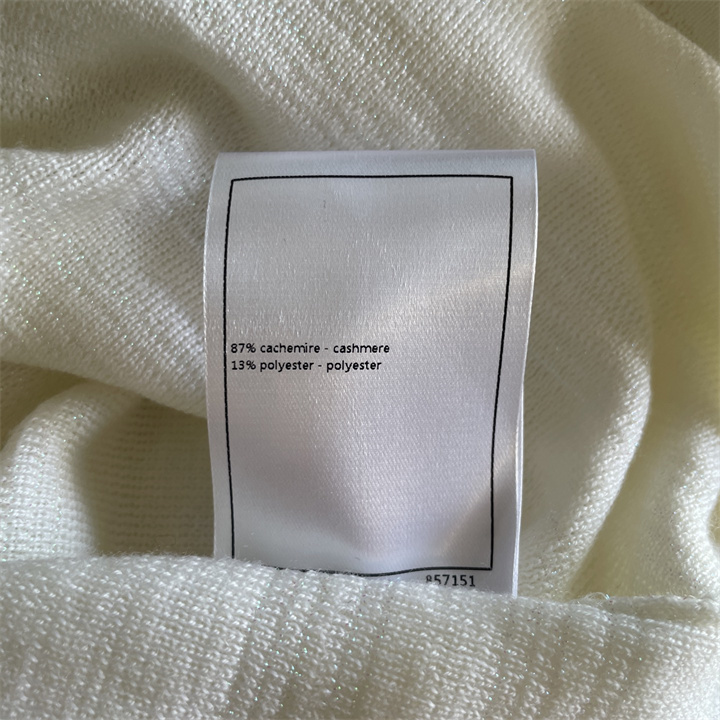 87% cachemire - cashmere
13% polyester - polyester
857151